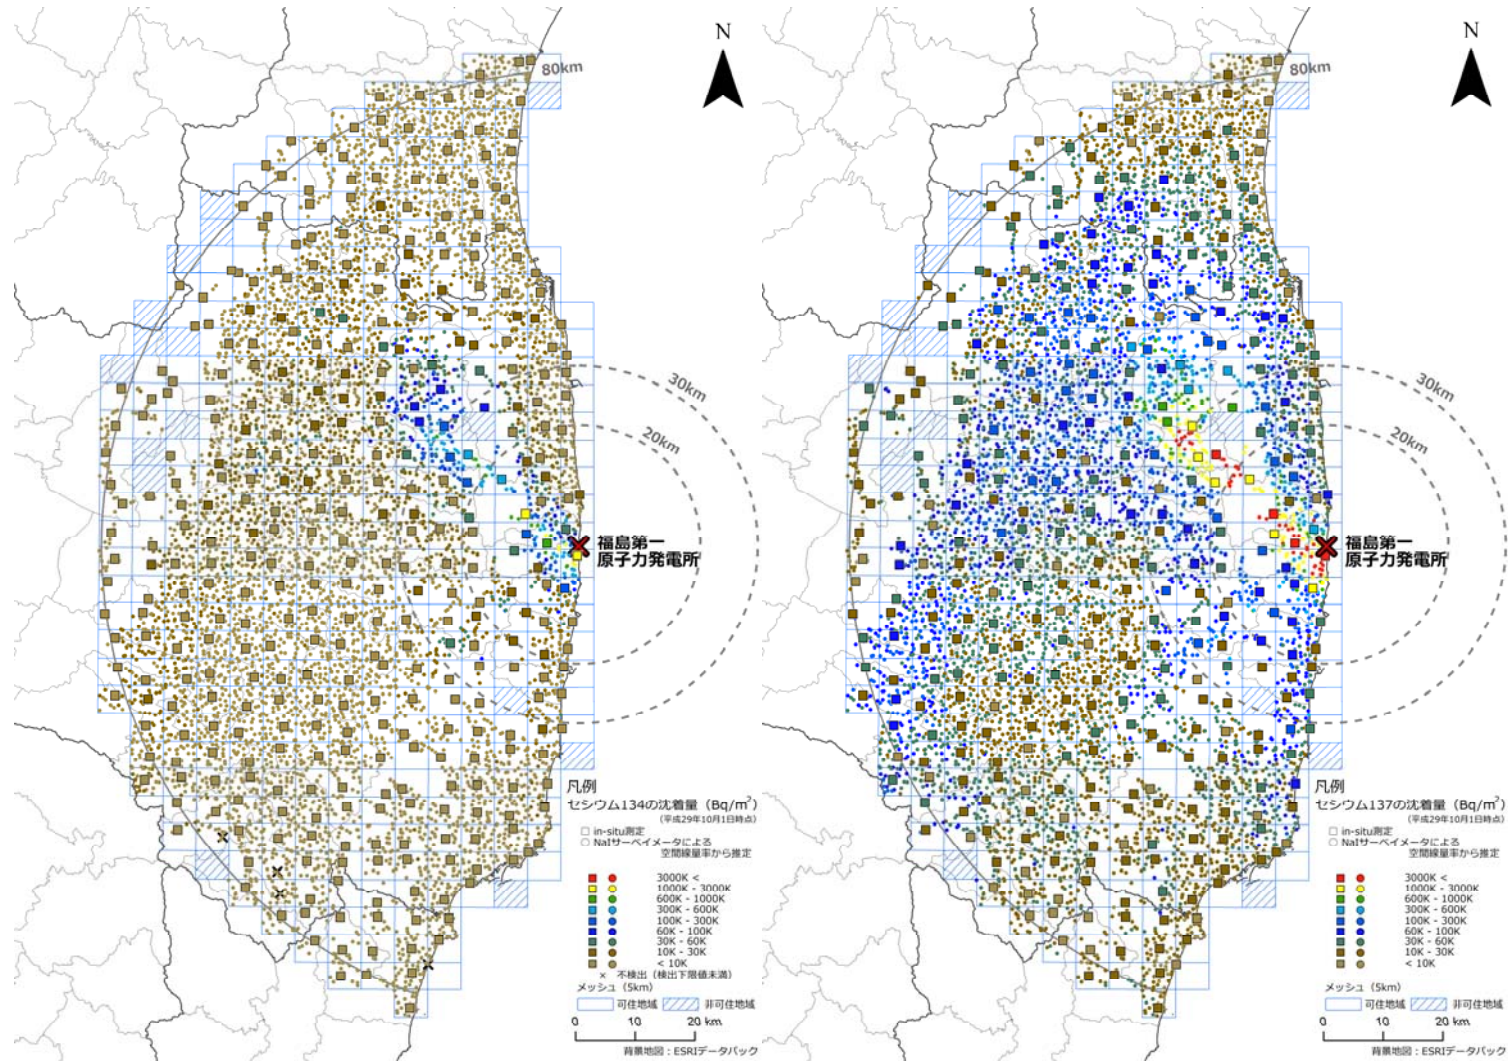 N
80km
30km
20km
福島第一
原子力発電所
凡例
セシウム134の沈着量（Bq/m²）
（平成29年10月1日時点）
in-situ測定
NaIサーベイメータによる
空間線量率から推定
3000K <
1000K - 3000K
600K - 1000K
300K - 600K
100K - 300K
60K - 100K
30K - 60K
10K - 30K
< 10K
× 不検出（検出下限値未満）
メッシュ（5km）
可住地域 非可住地域
0 10 20 km
背景地図：ESRIデータパック
N
80km
30km
20km
福島第一
原子力発電所
凡例
セシウム137の沈着量（Bq/m²）
（平成29年10月1日時点）
in-situ測定
NaIサーベイメータによる
空間線量率から推定
3000K <
1000K - 3000K
600K - 1000K
300K - 600K
100K - 300K
60K - 100K
30K - 60K
10K - 30K
< 10K
メッシュ（5km）
可住地域 非可住地域
0 10 20 km
背景地図：ESRIデータパック